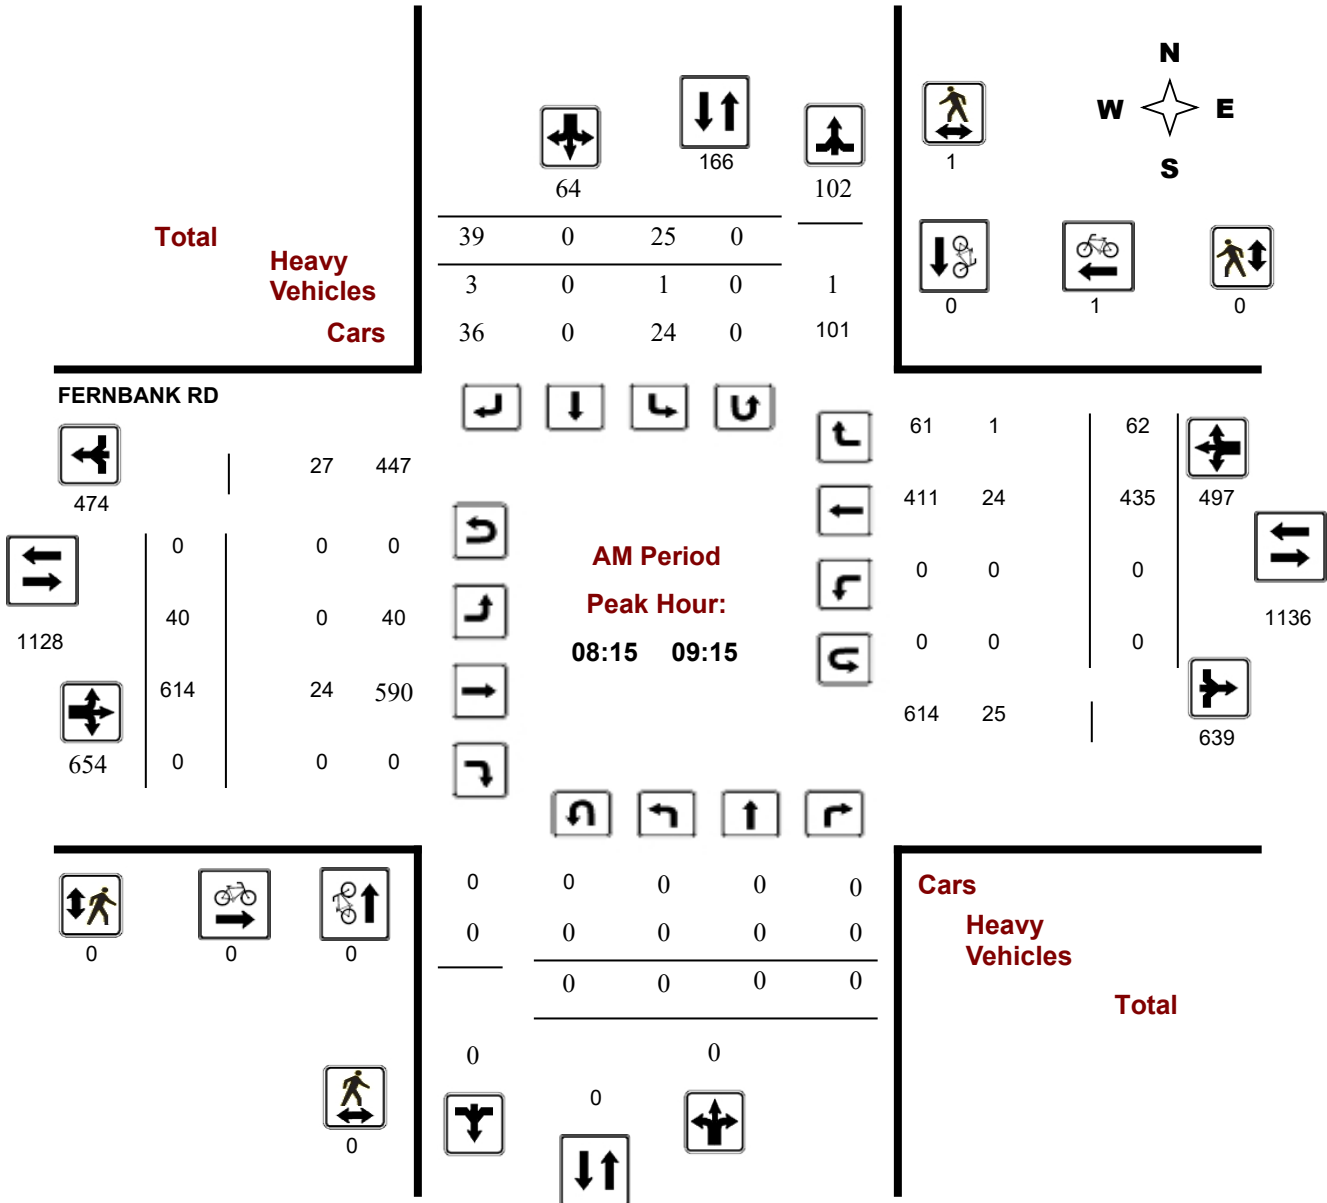 N
W E
S
166
1
64
102
Total
39 0 25 0
Heavy
Vehicles
3 0 1 0 1
0 1 0
Cars
36 0 24 0 101
FERNBANK RD
61 1 62
27 447
474
411 24 435 497
0 0 0
AM Period
0 0 0
Peak Hour:
40 0 40
1136
1128
08:15 09:15
0 0 0
614 24 590
614 25
639
654 0 0 0
0 0 0 0 0
Cars
0 0 0 0 0
Heavy
Vehicles
0 0 0
0 0 0 0
Total
0 0
0
0